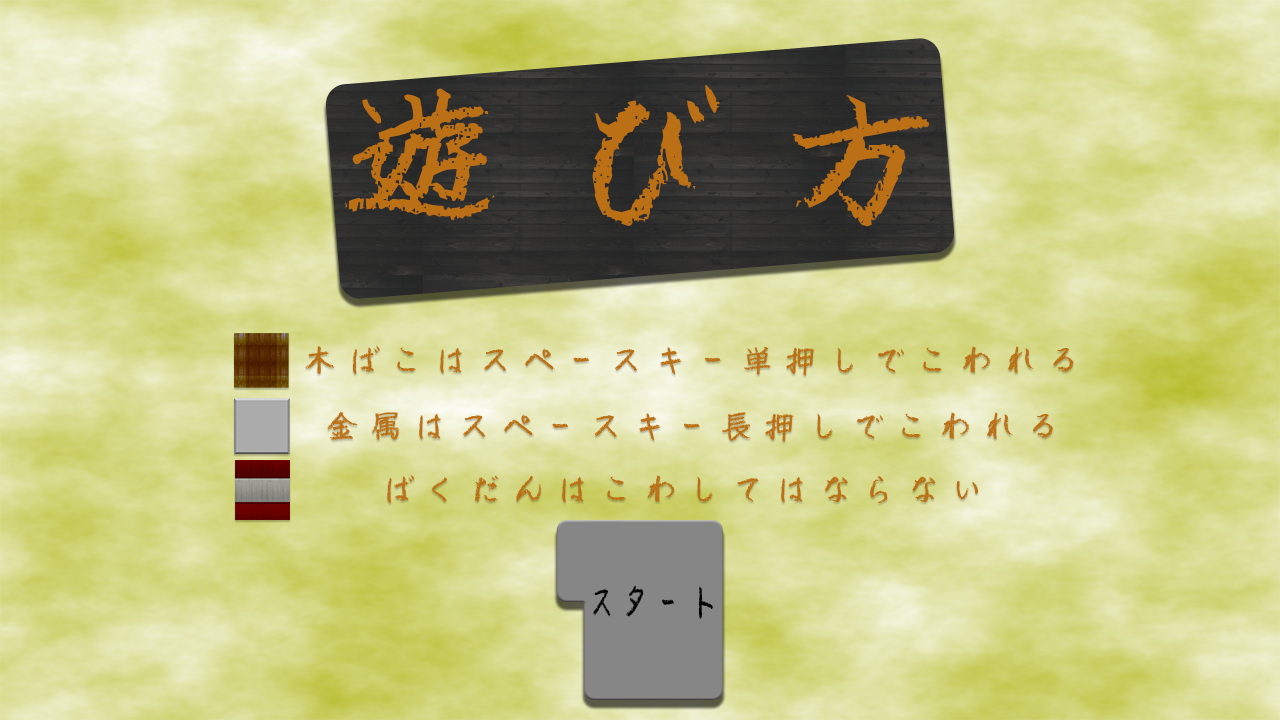 遊び方
木ばこはスペースキー単押しでこわれる
金属はスペースキー長押しでこわれる
ばくだんはこわしてはならない
スタート